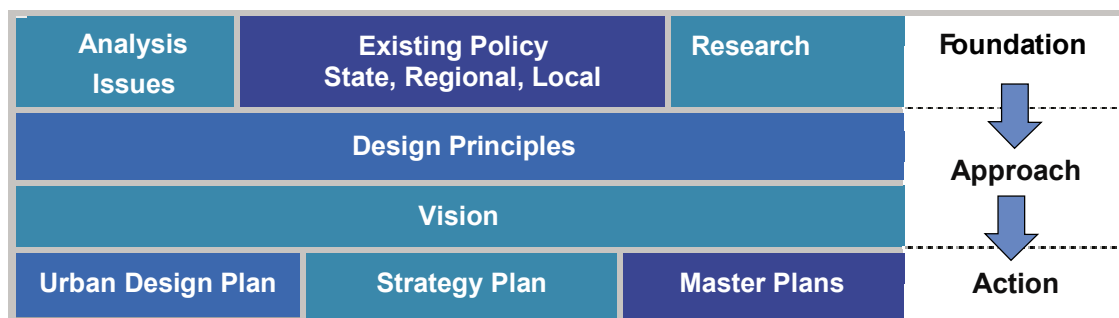 Analysis
Issues
Existing Policy
State, Regional, Local
Research
Foundation
Design Principles
Approach
Vision
Urban Design Plan
Strategy Plan
Master Plans
Action